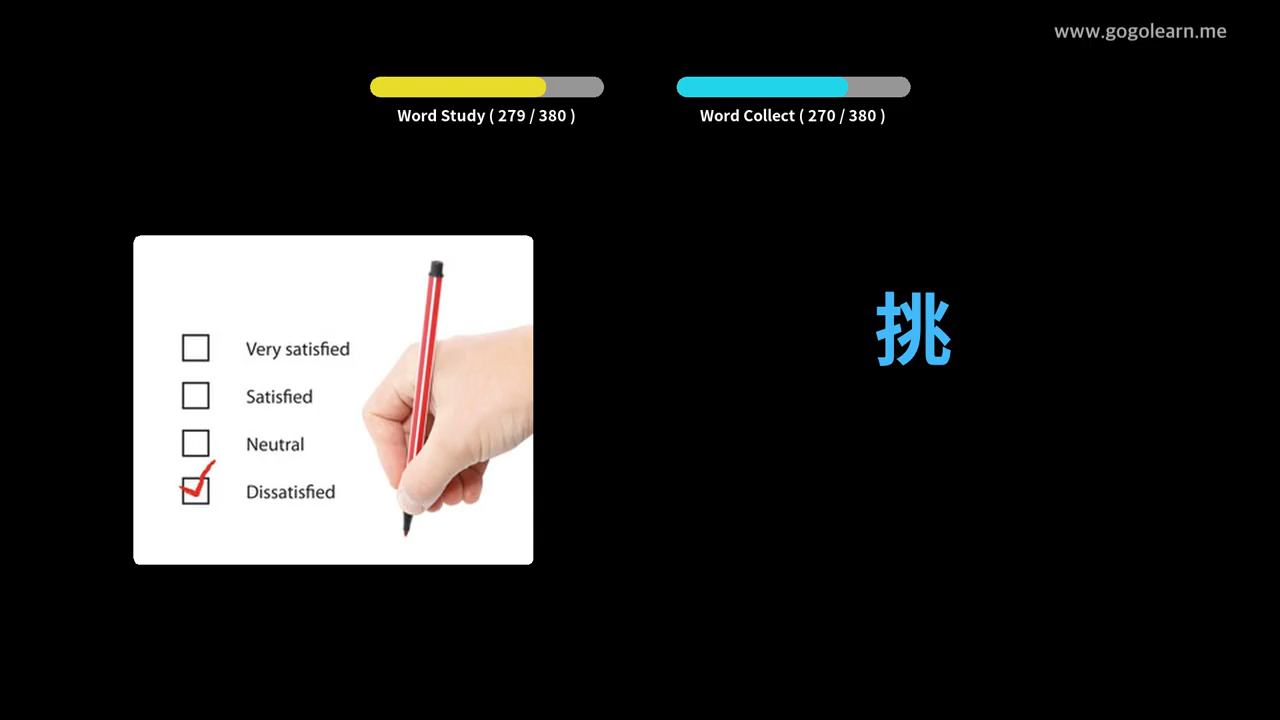 www.gogolearn.me
Word Study ( 279 / 380 )
Word Collect ( 270 / 380 )
Very satisfied
Satisfied
Neutral
Dissatisfied
挑